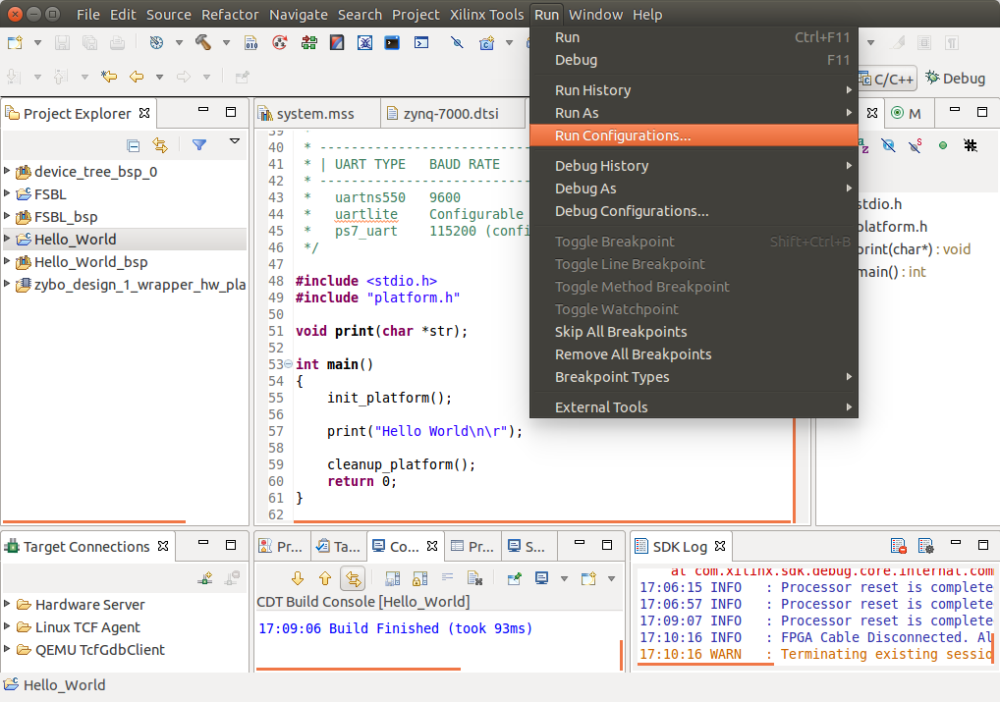 File Edit Source Refactor Navigate Search Project Xilinx Tools Run Window Help
Run Ctrl+F11
Debug F11
Run History
Run As
Run Configurations...
Debug History
Debug As
Debug Configurations...
Toggle Breakpoint Shift+Ctrl+B
Toggle Line Breakpoint
Toggle Method Breakpoint
Toggle Watchpoint
Skip All Breakpoints
Remove All Breakpoints
Breakpoint Types
External Tools
C/C++ Debug
Project Explorer
device_tree_bsp_0
FSBL
FSBL_bsp
Hello_World
Hello_World_bsp
zybo_design_1_wrapper_hw_pla
system.mss zynq-7000.dtsi
39 *
40 * --------------------------
41 * | UART TYPE BAUD RATE
42 * --------------------------
43 * uartns550 9600
44 * uartlite Configurable
45 * ps7_uart 115200 (confi
46 */
47
48 #include <stdio.h>
49 #include "platform.h"
50
51 void print(char *str);
52
53 int main()
54 {
55 init_platform();
56
57 print("Hello World\n\r");
58
59 cleanup_platform();
60 return 0;
61 }
62
M
stdio.h
platform.h
print(char*) : void
main() : int
Target Connections
Hardware Server
Linux TCF Agent
QEMU TcfGdbClient
Pr... Ta... Co... Pr... S...
CDT Build Console [Hello_World]
17:09:06 Build Finished (took 93ms)
SDK Log
at com.xilinx.sdk.debug.core.internal.com
17:06:15 INFO : Processor reset is complete
17:06:57 INFO : Processor reset is complete
17:09:07 INFO : Processor reset is complete
17:10:16 INFO : FPGA Cable Disconnected. Al
17:10:16 WARN : Terminating existing sessio
Hello_World